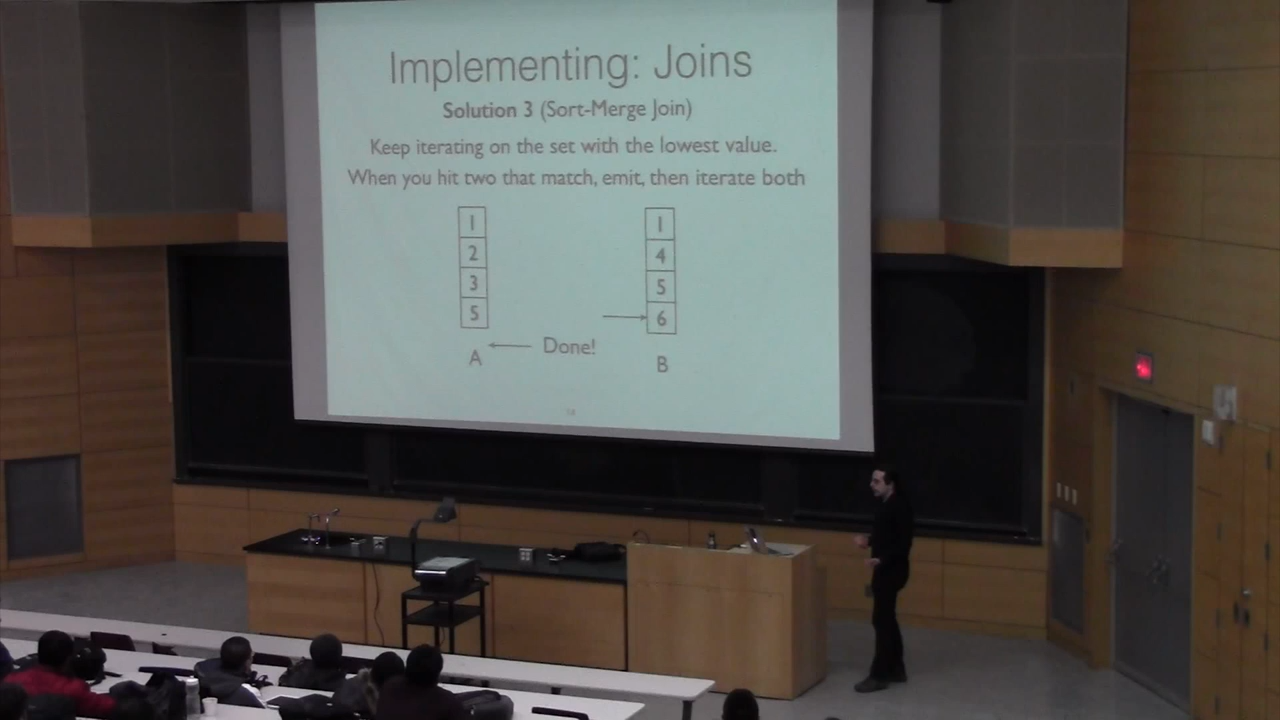 Implementing: Joins
Solution 3 (Sort-Merge Join)
Keep iterating on the set with the lowest value.
When you hit two that match, emit, then iterate both
1
2
3
5
A
Done!
1
4
5
6
B